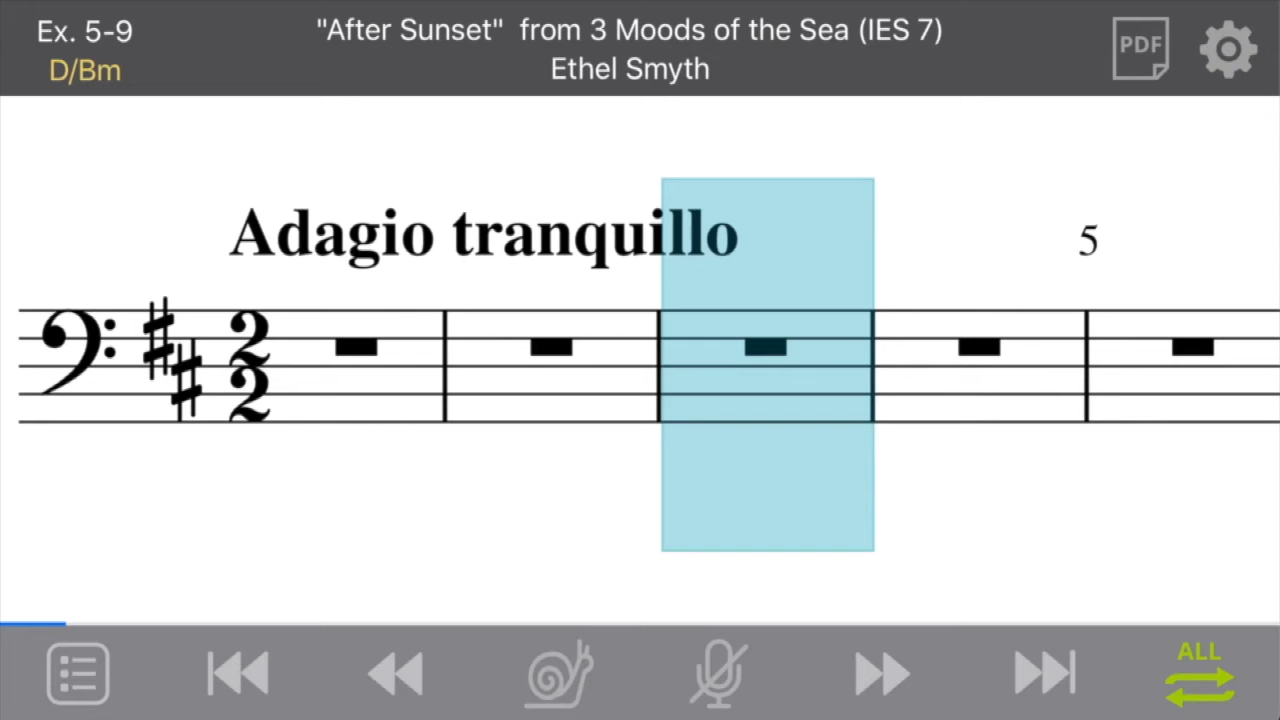 Ex. 5-9
D/Bm
"After Sunset" from 3 Moods of the Sea (IES 7)
Ethel Smyth
PDF
Adagio tranquillo
5
2
2
ALL